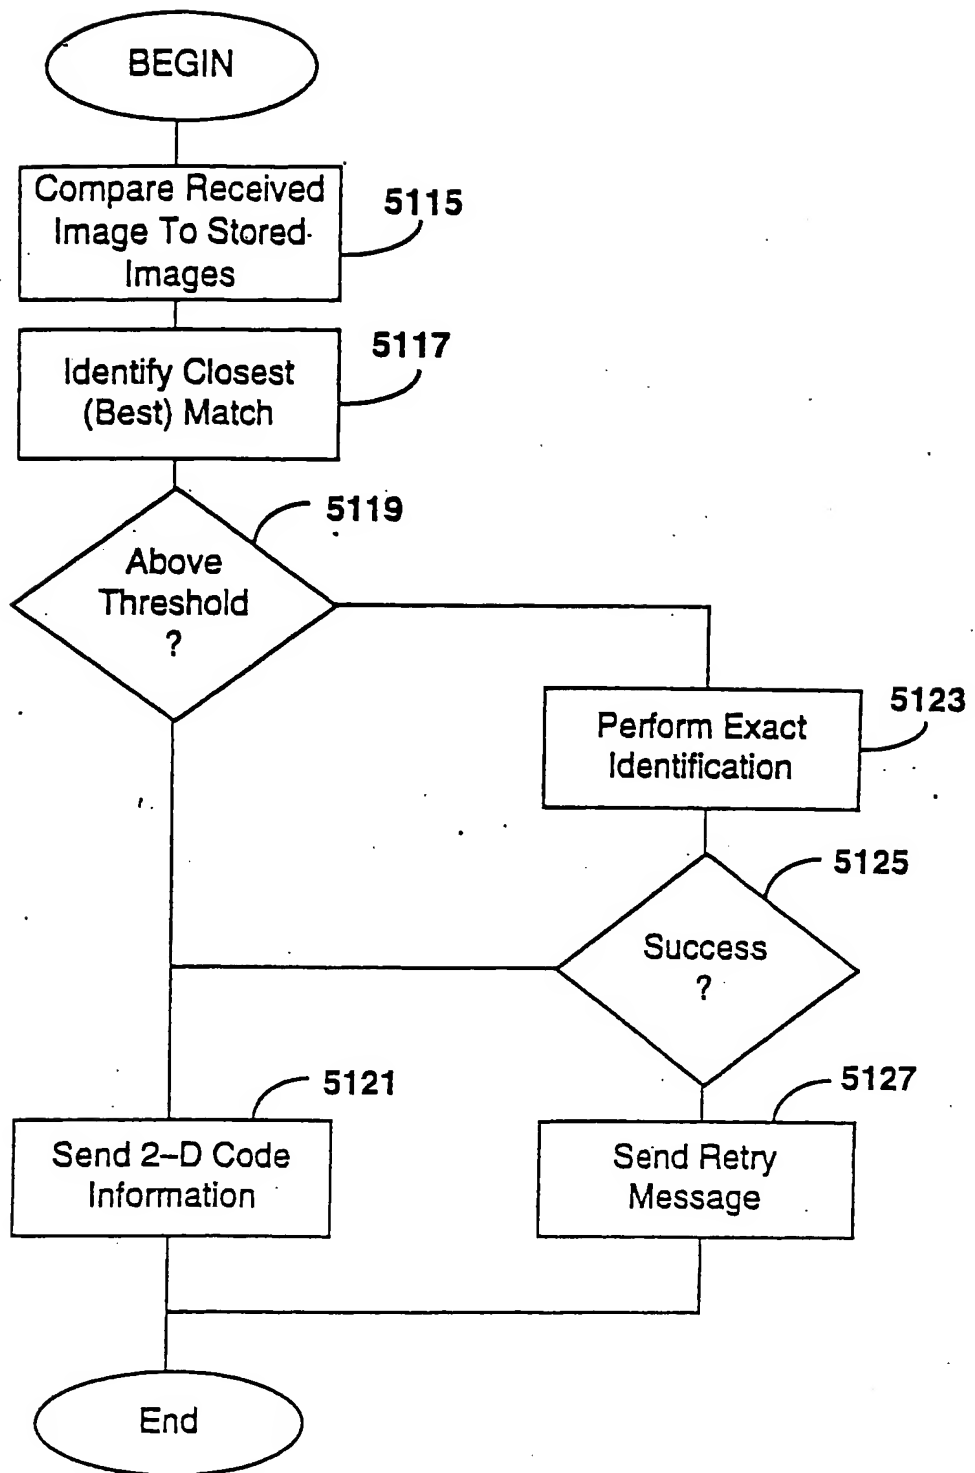 BEGIN
Compare Received
Image To Stored
Images
5115
Identify Closest
(Best) Match
5117
Above
Threshold
?
5119
Perform Exact
Identification
5123
Success
?
5125
Send 2-D Code
Information
5121
Send Retry
Message
5127
End